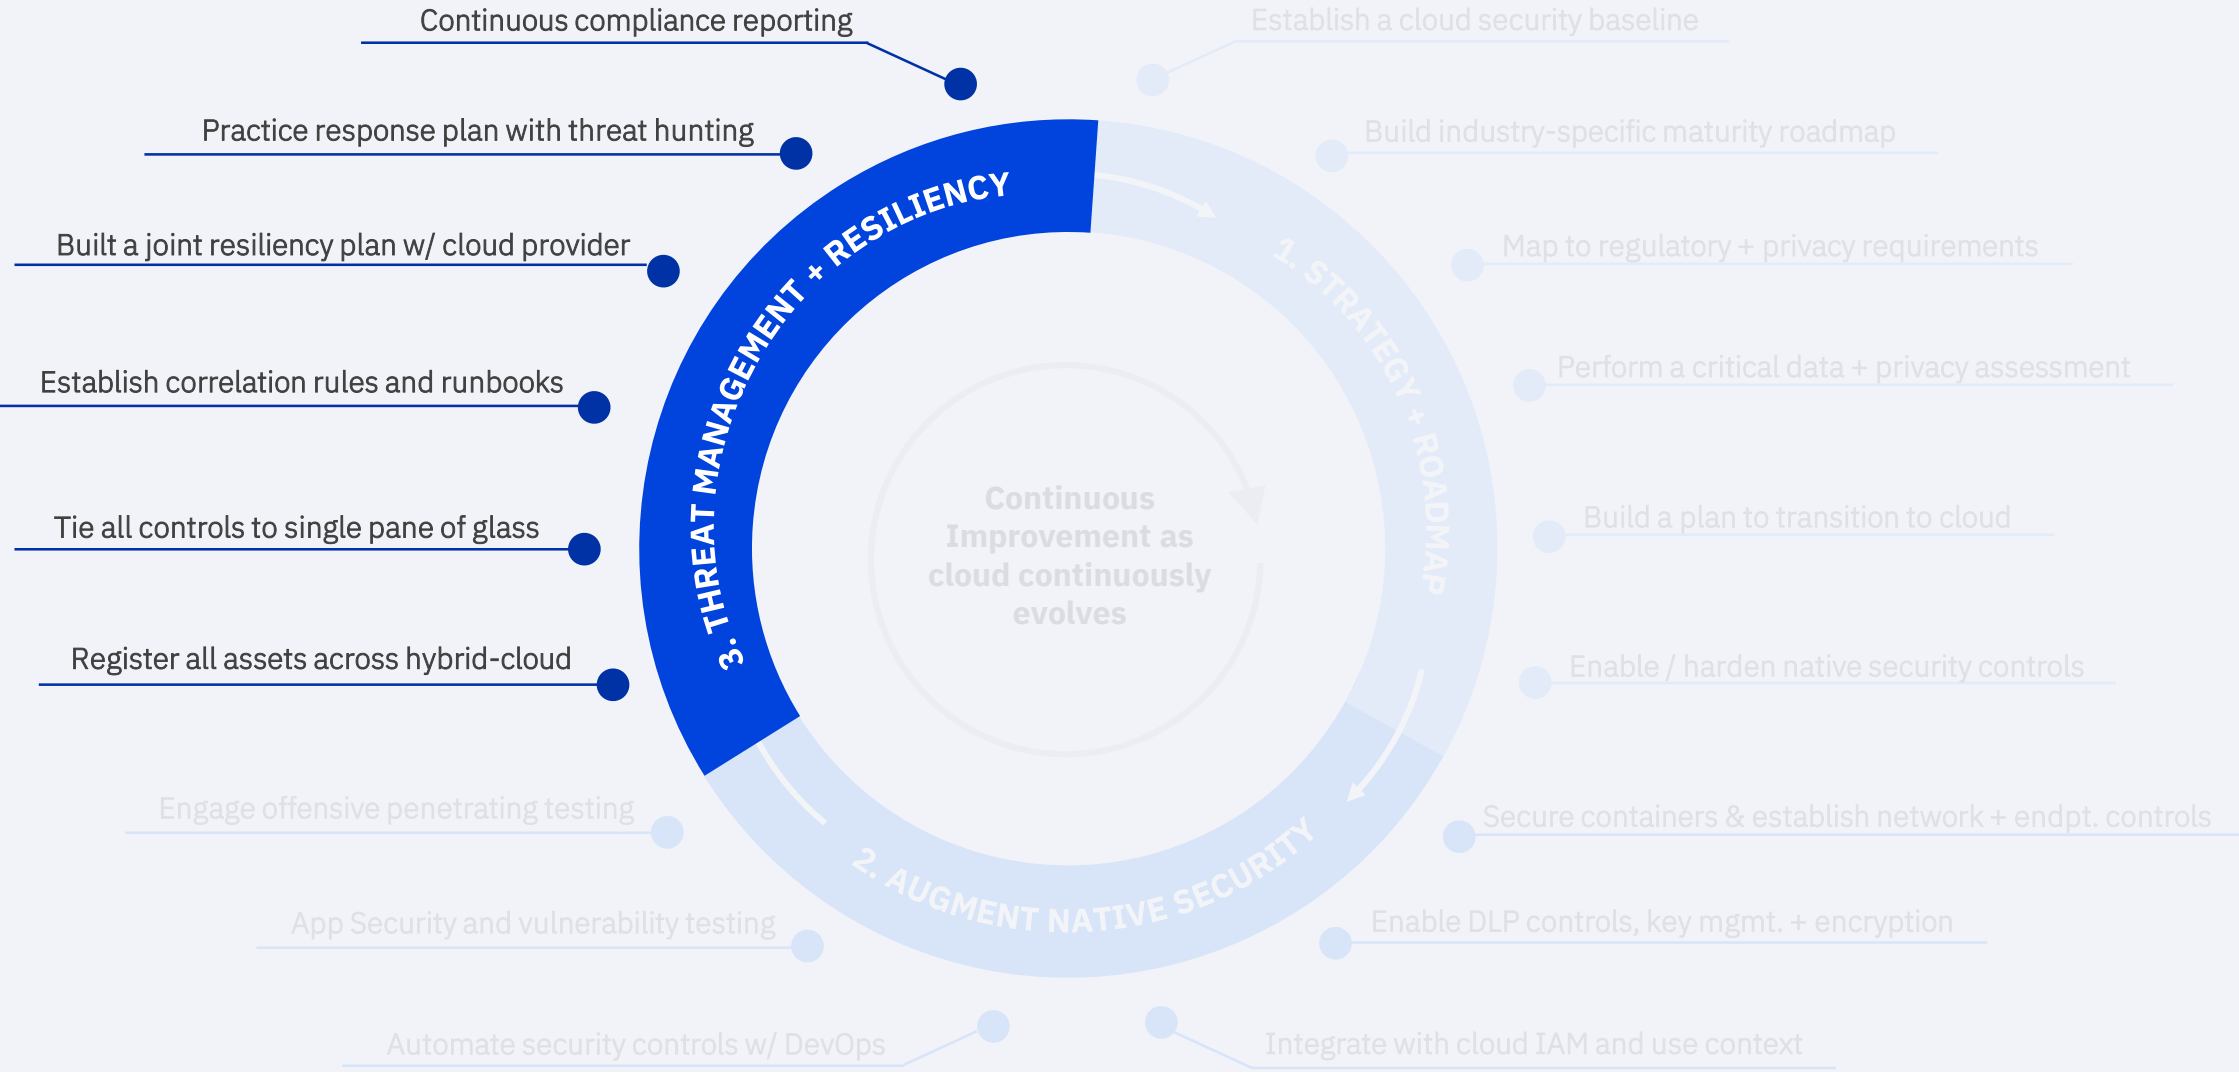 Continuous compliance reporting
Practice response plan with threat hunting
Built a joint resiliency plan w/ cloud provider
Establish correlation rules and runbooks
Tie all controls to single pane of glass
Register all assets across hybrid-cloud
Engage offensive penetrating testing
App Security and vulnerability testing
Automate security controls w/ DevOps
3. THREAT MANAGEMENT + RESILIENCY
1. STRATEGY + ROADMAP
2. AUGMENT NATIVE SECURITY
Continuous
Improvement as
cloud continuously
evolves
Establish a cloud security baseline
Build industry-specific maturity roadmap
Map to regulatory + privacy requirements
Perform a critical data + privacy assessment
Build a plan to transition to cloud
Enable / harden native security controls
Secure containers & establish network + endpt. controls
Enable DLP controls, key mgmt. + encryption
Integrate with cloud IAM and use context